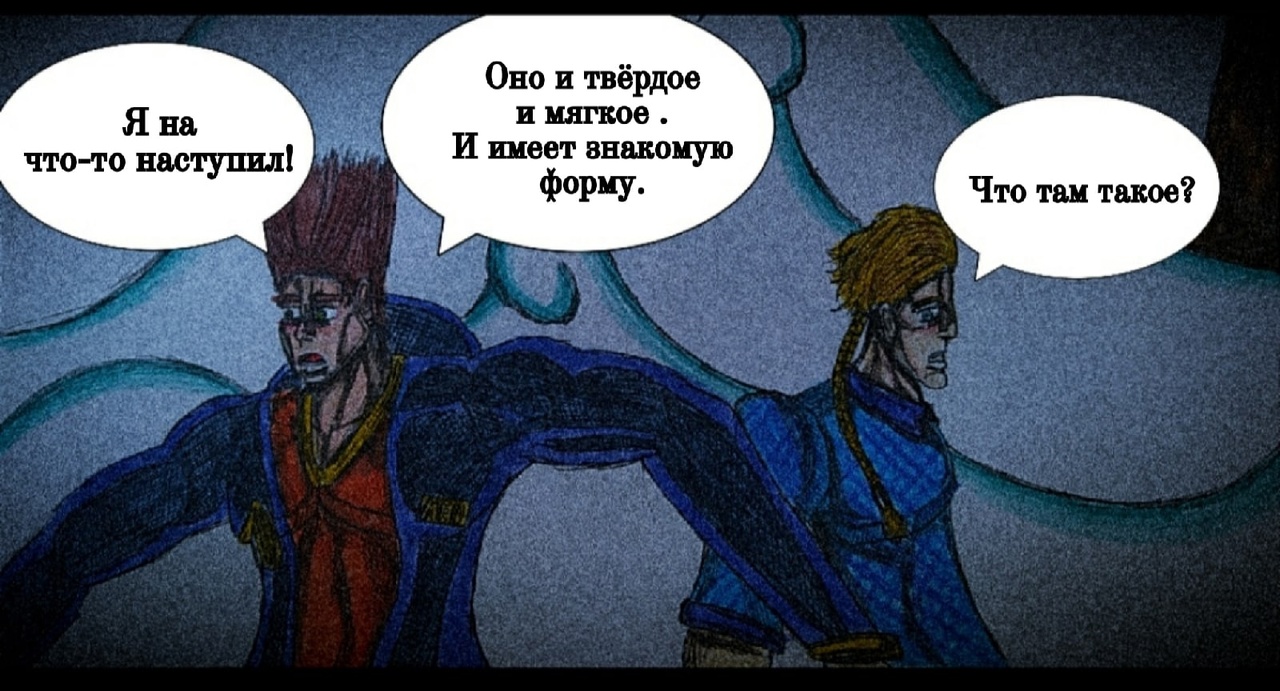 Я на
что-то наступил!
Оно и твёрдое
и мягкое .
И имеет знакомую
форму.
Что там такое?